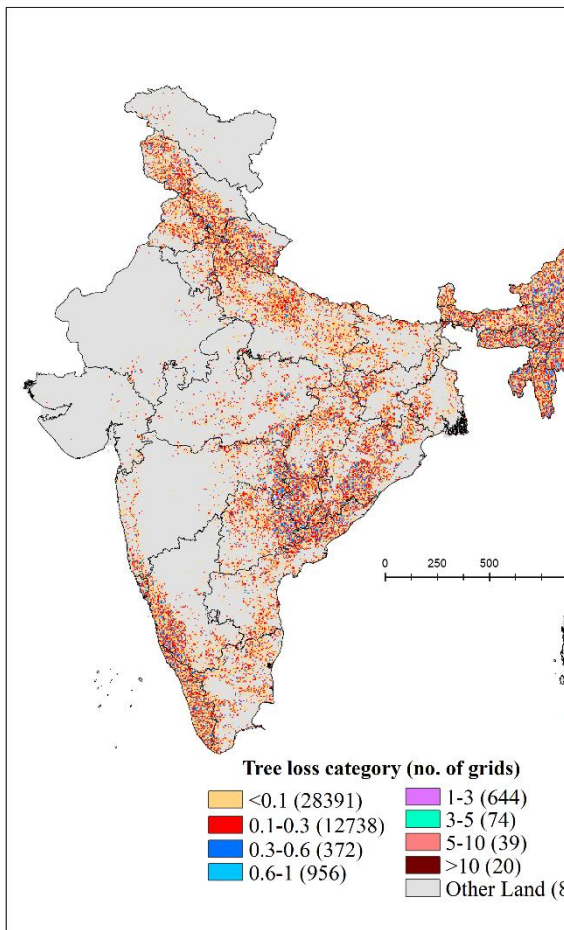 0 250 500
Tree loss category (no. of grids)
<0.1 (28391)
0.1-0.3 (12738)
0.3-0.6 (372)
0.6-1 (956)
1-3 (644)
3-5 (74)
5-10 (39)
>10 (20)
Other Land (8